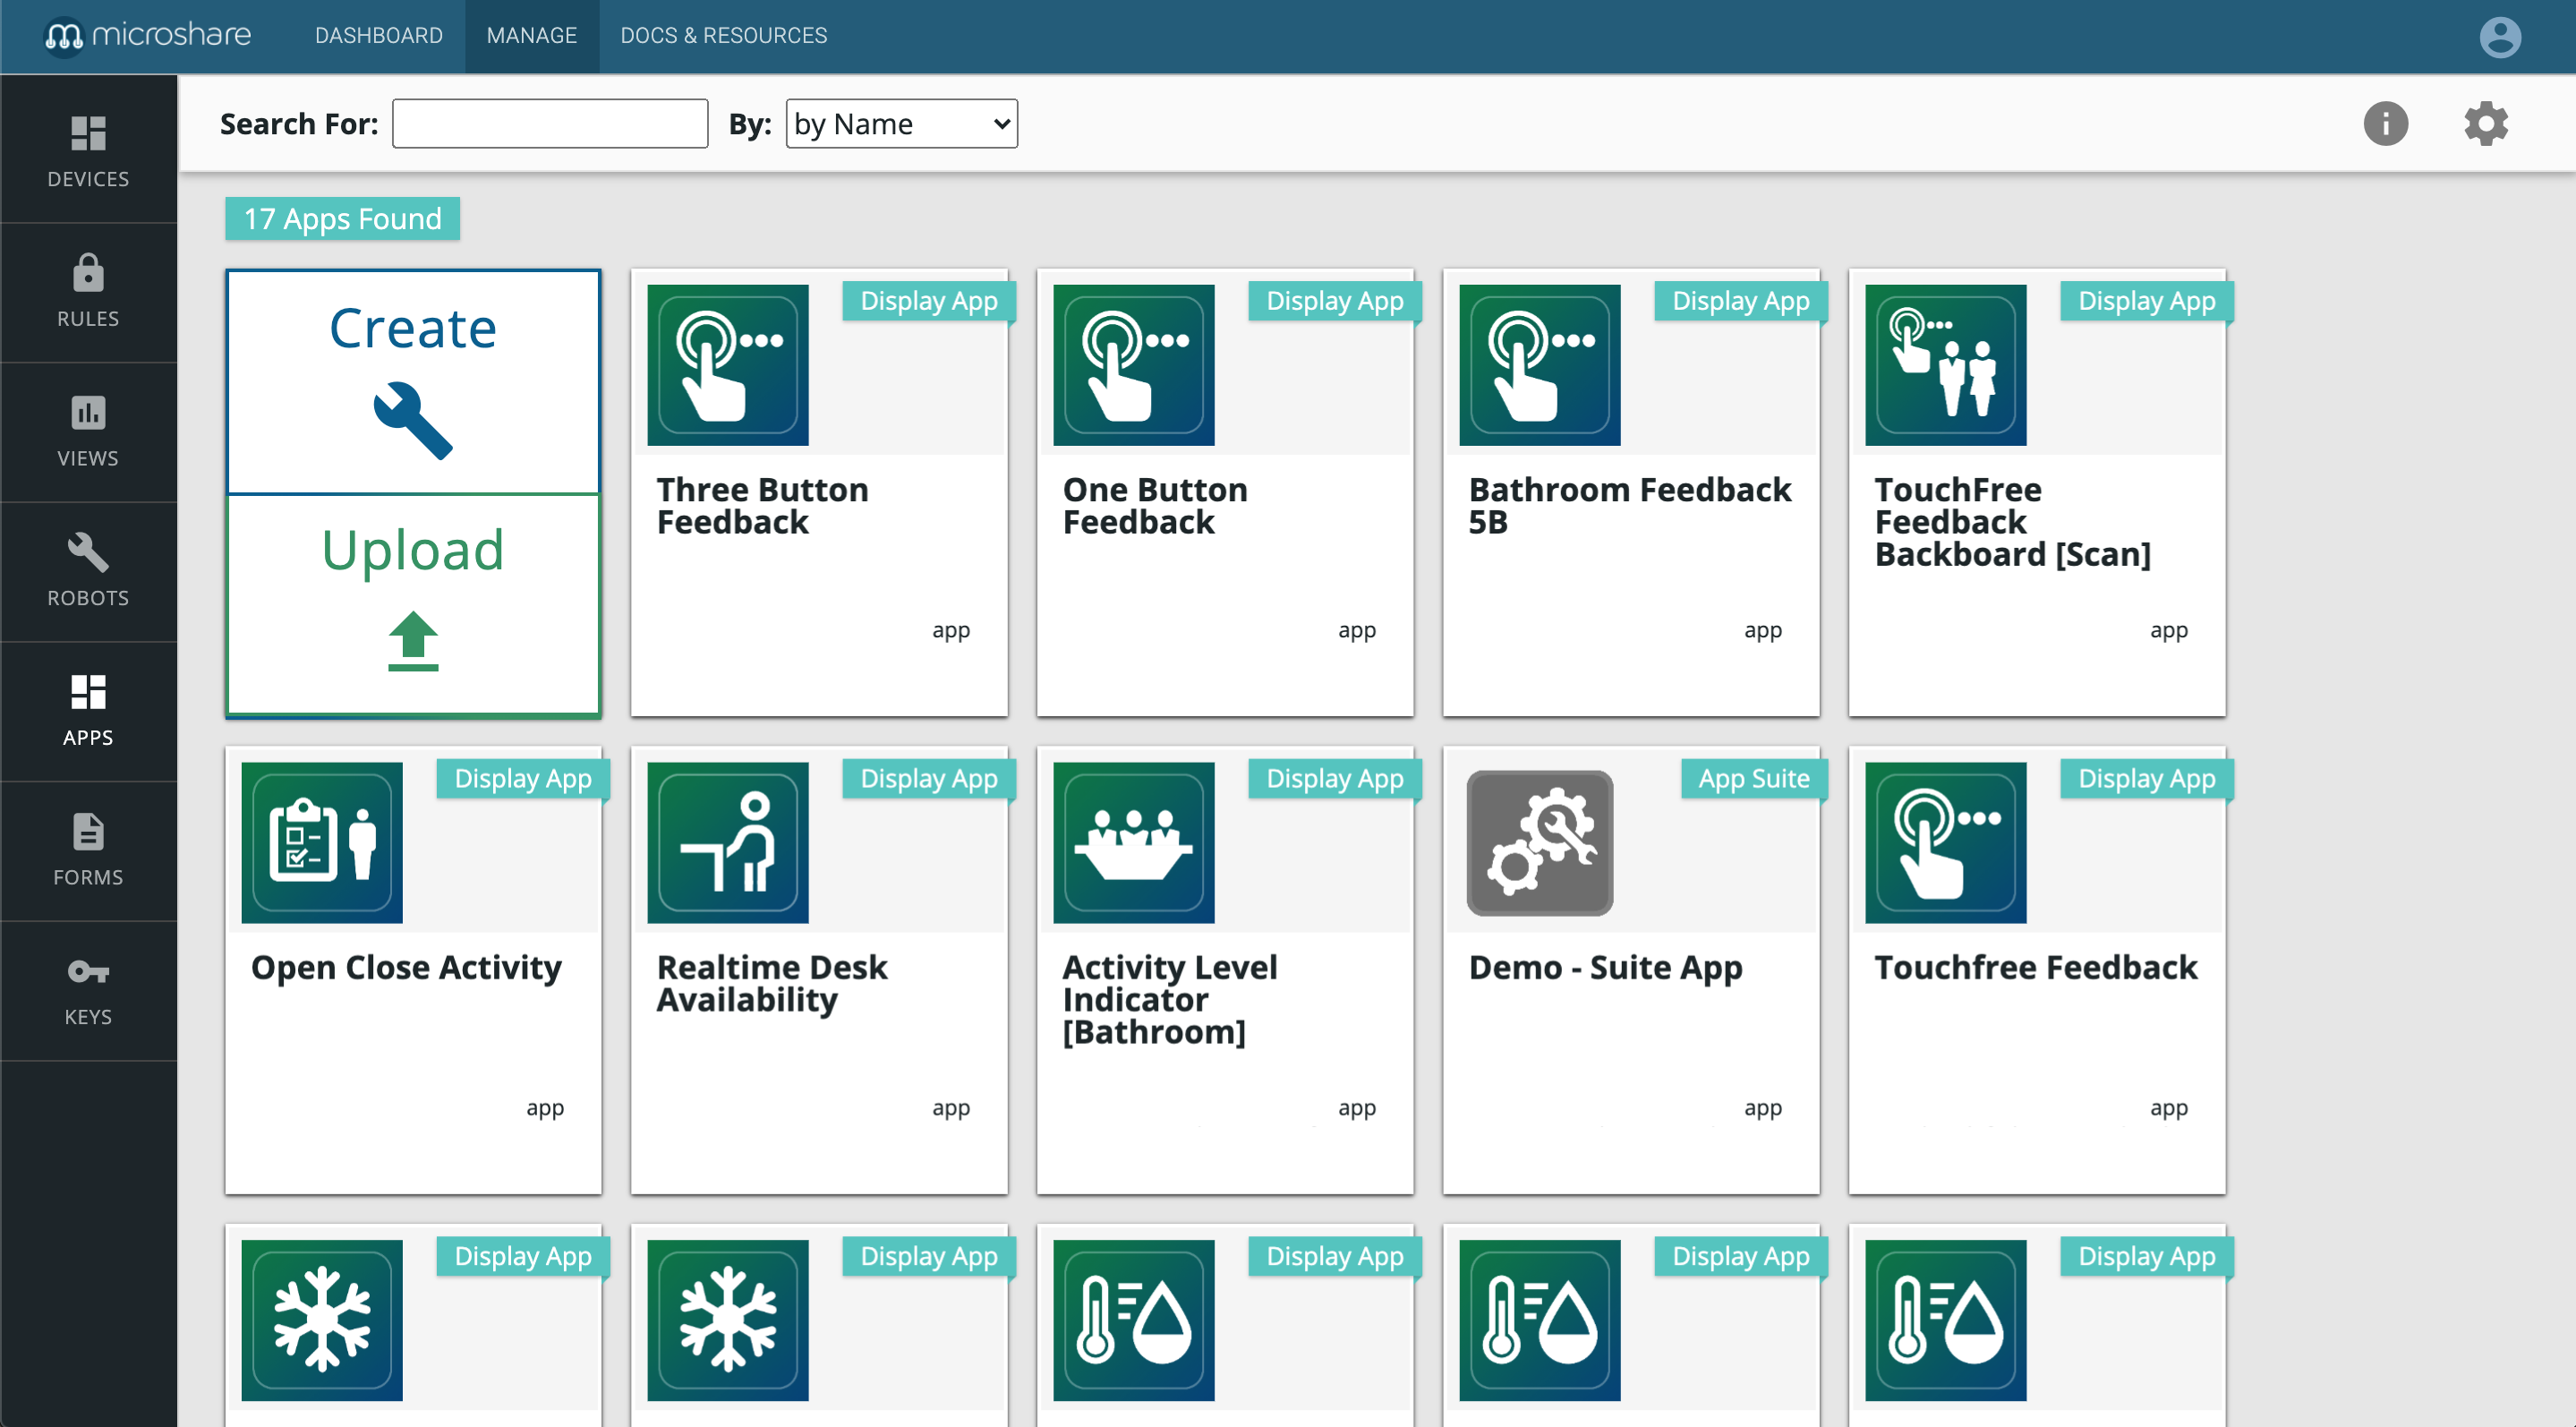 microshare
DASHBOARD
MANAGE
DOCS & RESOURCES
DEVICES
RULES
VIEWS
ROBOTS
APPS
FORMS
KEYS
Search For:
By:
by Name
17 Apps Found
Create
Upload
Display App
Three Button
Feedback
app
Display App
One Button
Feedback
app
Display App
Bathroom Feedback
5B
app
Display App
TouchFree
Feedback
Backboard [Scan]
app
Display App
Open Close Activity
app
Display App
Realtime Desk
Availability
app
Display App
Activity Level
Indicator
[Bathroom]
app
App Suite
Demo - Suite App
app
Display App
Touchfree Feedback
app
Display App
Display App
Display App
Display App
Display App